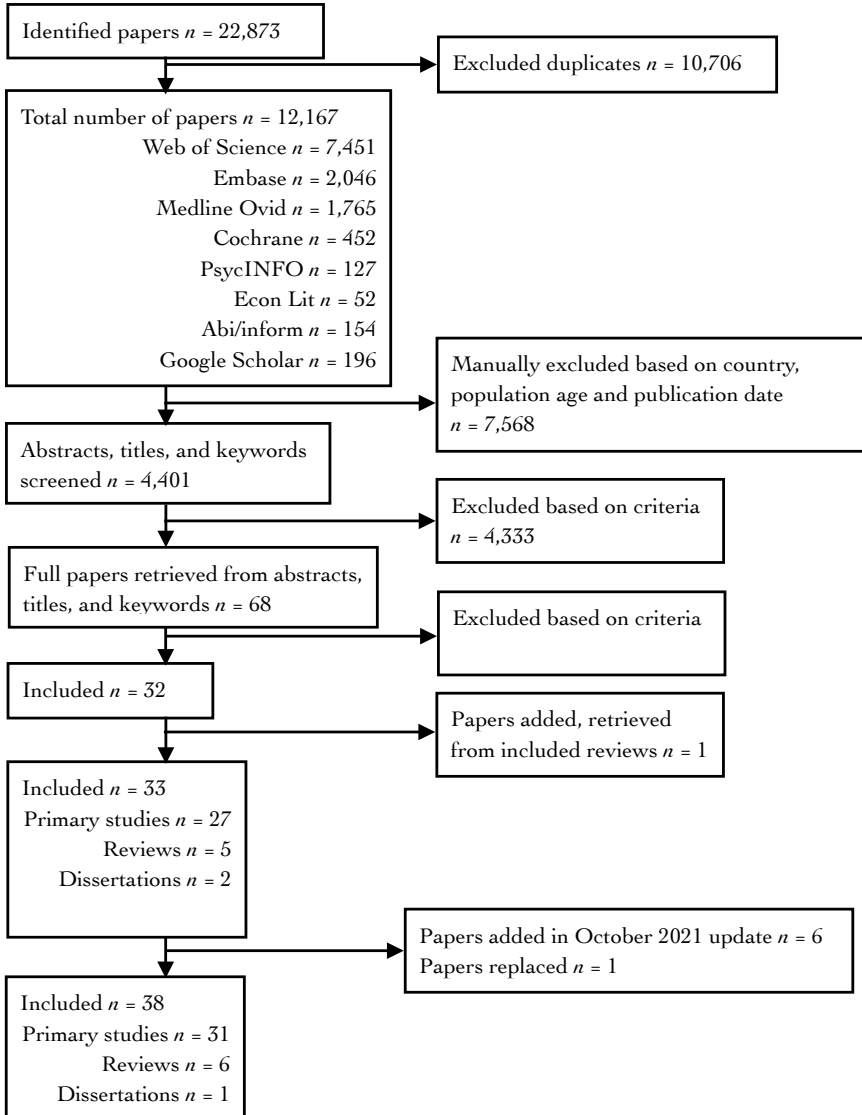 Identified papers n = 22,873
Excluded duplicates n = 10,706
Total number of papers n = 12,167
Web of Science n = 7,451
Embase n = 2,046
Medline Ovid n = 1,765
Cochrane n = 452
PsycINFO n = 127
Econ Lit n = 52
Abi/inform n = 154
Google Scholar n = 196
Manually excluded based on country,
population age and publication date
n = 7,568
Abstracts, titles, and keywords
screened n = 4,401
Excluded based on criteria
n = 4,333
Full papers retrieved from abstracts,
titles, and keywords n = 68
Excluded based on criteria
Included n = 32
Papers added, retrieved
from included reviews n = 1
Included n = 33
Primary studies n = 27
Reviews n = 5
Dissertations n = 2
Papers added in October 2021 update n = 6
Papers replaced n = 1
Included n = 38
Primary studies n = 31
Reviews n = 6
Dissertations n = 1